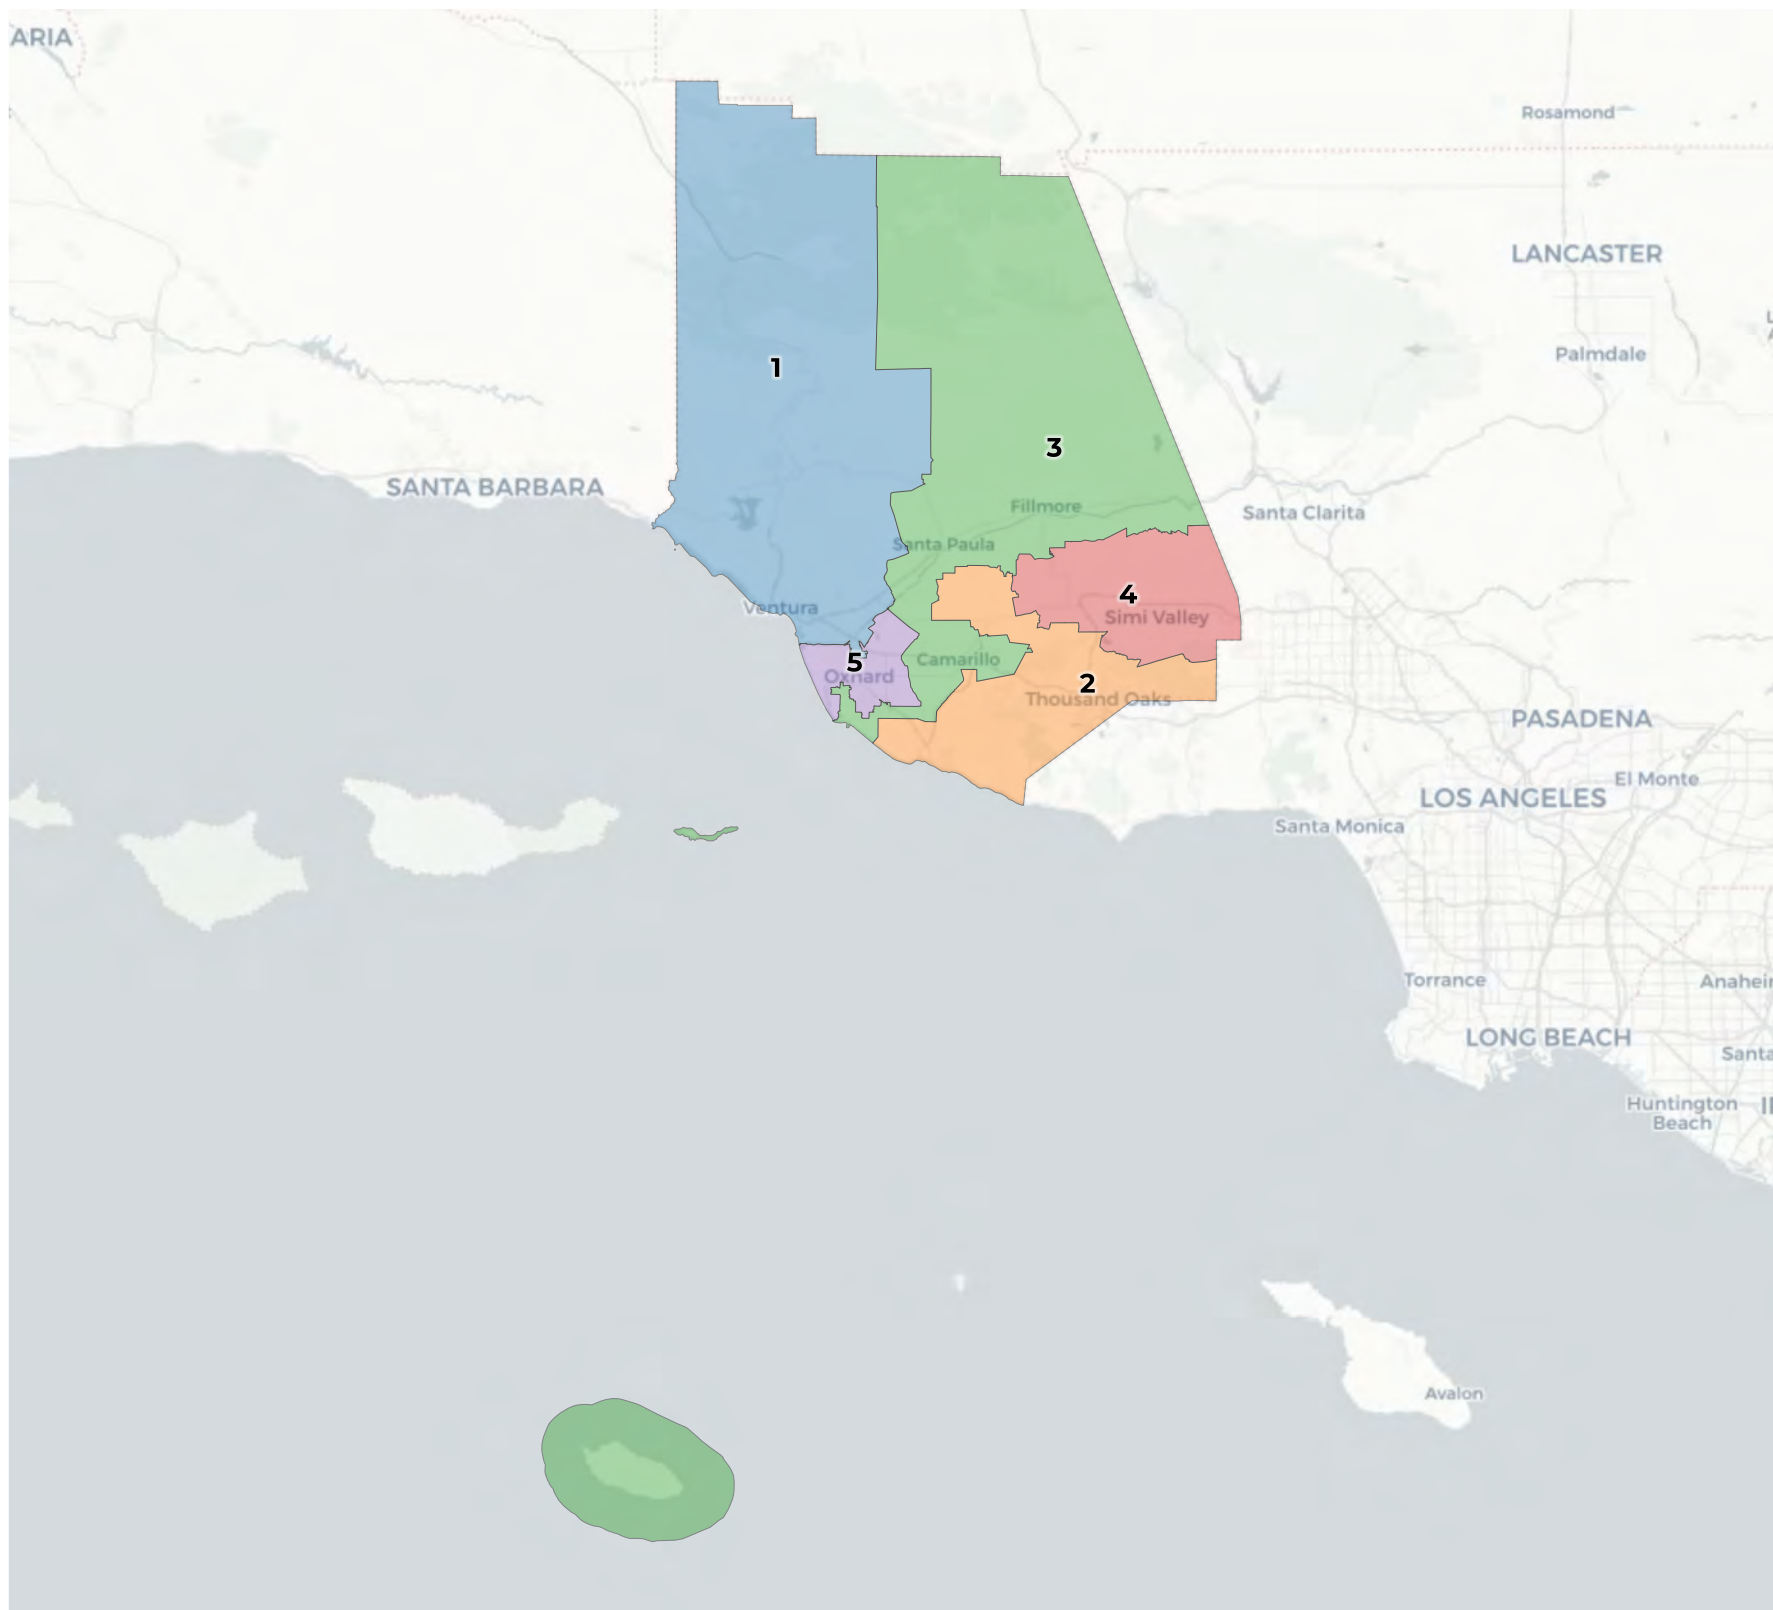 ARIA
Rosamond
LANCASTER
Palmdale
1
3
SANTA BARBARA
Fillmore
Santa Clarita
Santa Paula
4
Ventura
Simi Valley
5
Camarillo
Oxnard
2
Thousand Oaks
PASADENA
El Monte
LOS ANGELES
Santa Monica
Torrance
Anahei
LONG BEACH
Santa
Huntington
Beach
Avalon